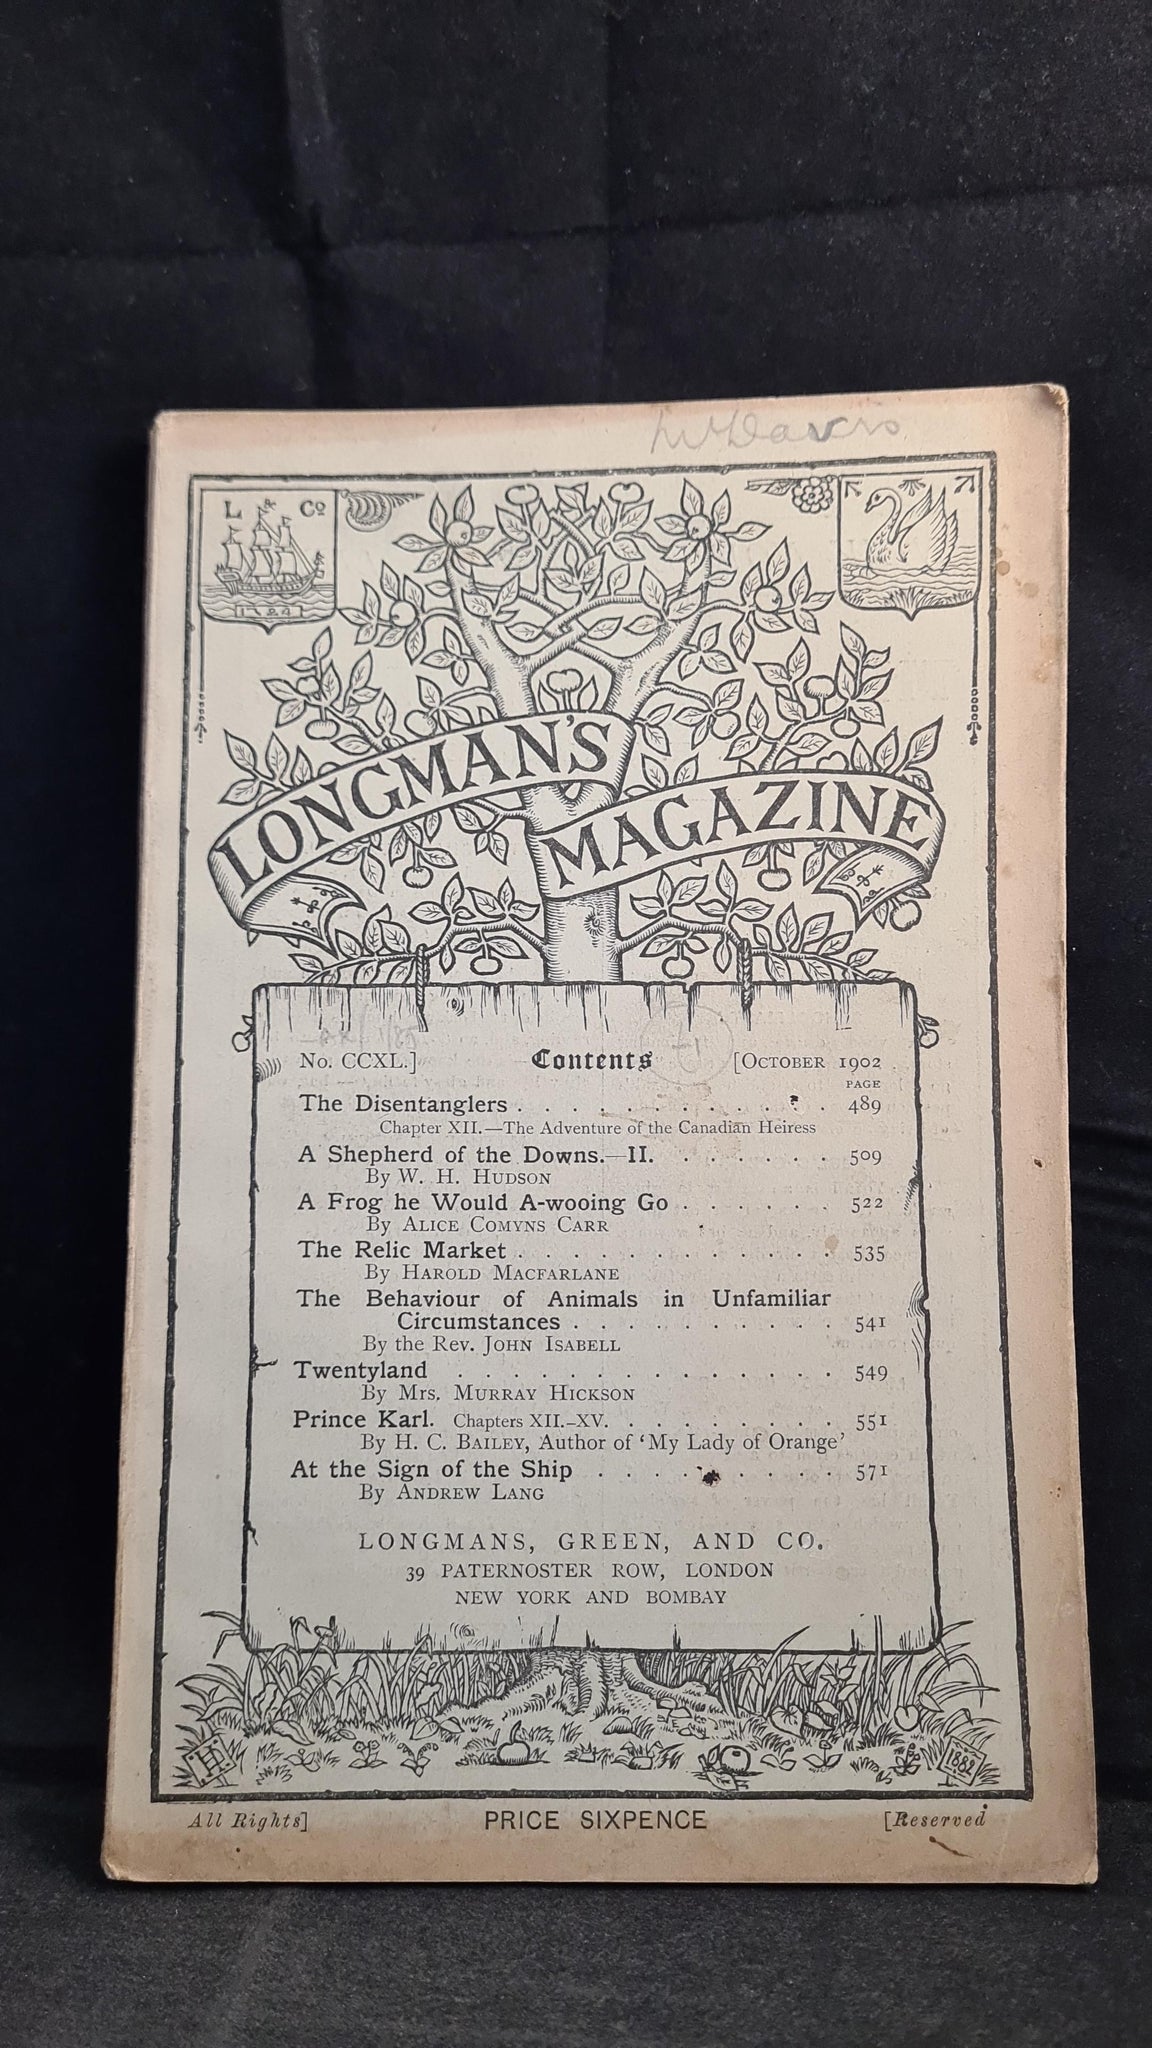 L & Co
1724
LONGMAN'S
MAGAZINE
No. CCXL.] Contents [OCTOBER 1902
PAGE
The Disentanglers . . . . . . . . . . . . 489
Chapter XII.—The Adventure of the Canadian Heiress
A Shepherd of the Downs.—II. . . . . . . 509
By W. H. HUDSON
A Frog he Would A-wooing Go . . . . . . 522
By ALICE COMYNS CARR
The Relic Market . . . . . . . . . . . . 535
By HAROLD MACFARLANE
The Behaviour of Animals in Unfamiliar
Circumstances . . . . . . . . . . 541
By the Rev. JOHN ISABELL
Twentyland . . . . . . . . . . . . . 549
By Mrs. MURRAY HICKSON
Prince Karl. Chapters XII.-XV. . . . . . . . . 551
By H. C. BAILEY, Author of 'My Lady of Orange'
At the Sign of the Ship . . . . . . . . . 571
By ANDREW LANG
LONGMANS, GREEN, AND CO.
39 PATERNOSTER ROW, LONDON
NEW YORK AND BOMBAY
H
1882
All Rights] PRICE SIXPENCE [Reserved